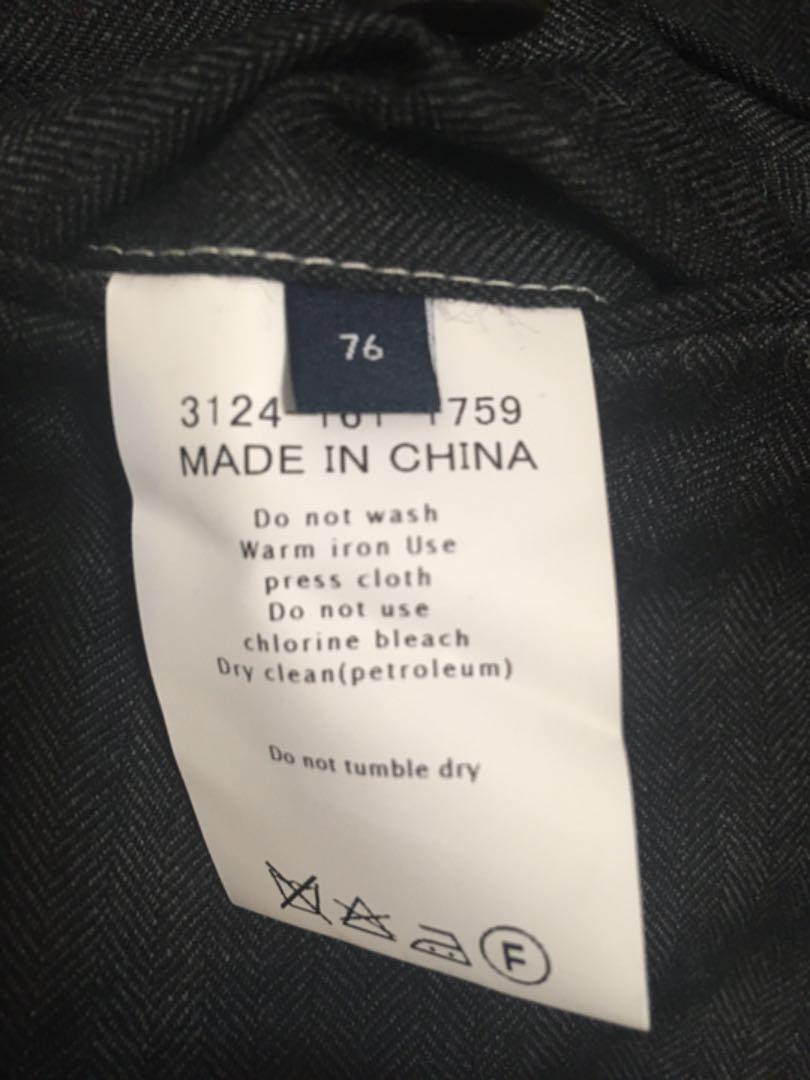 76
3124 759
MADE IN CHINA
Do not wash
Warm iron Use
press cloth
Do not use
chlorine bleach
Dry clean(petroleum)
Do not tumble dry
F